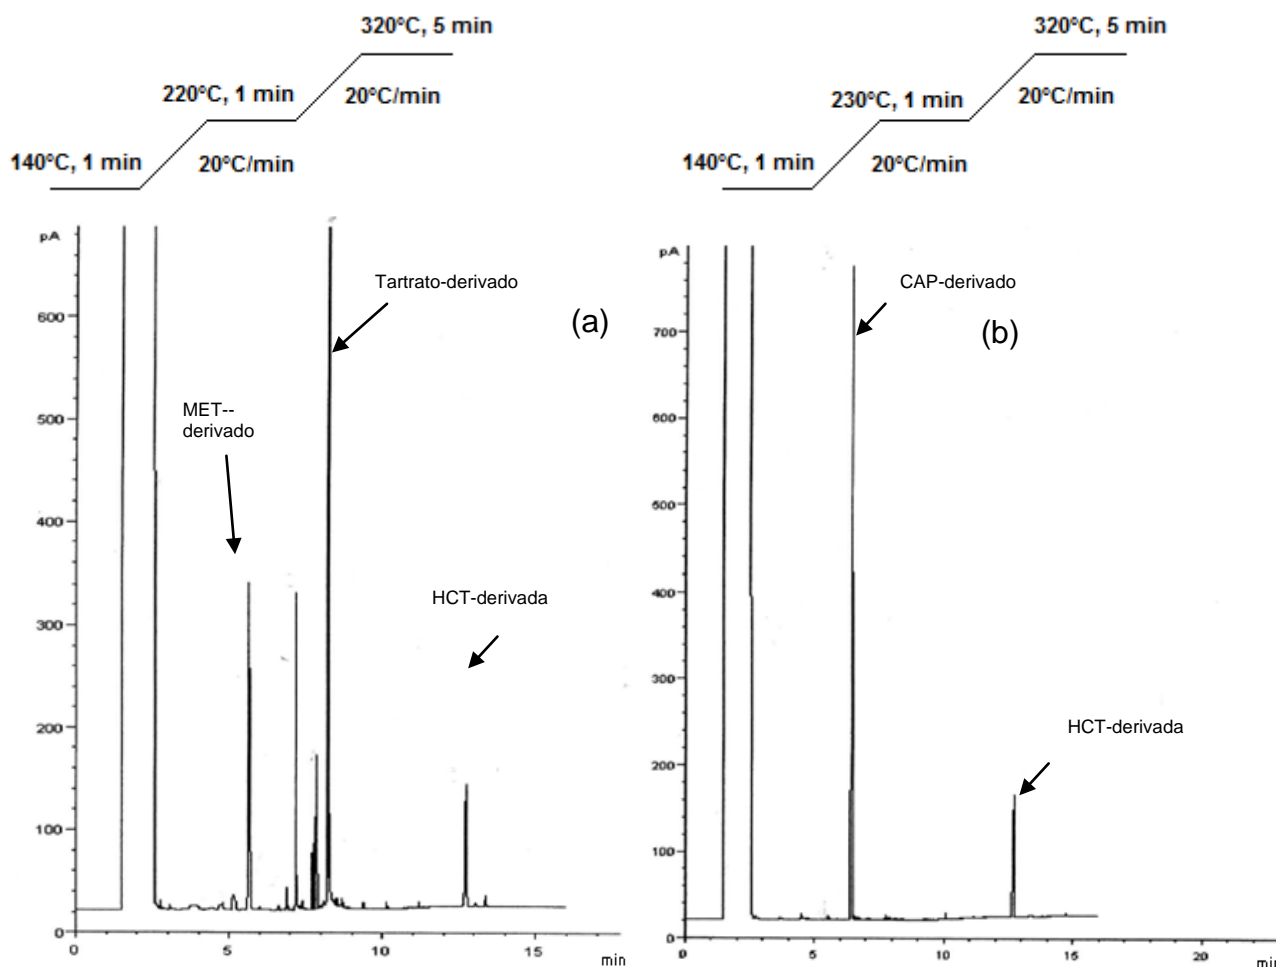 320°C, 5 min
220°C, 1 min
20°C/min
140°C, 1 min
20°C/min
pA
600
500
400
300
200
100
0
0
5
10
15
min
Tartrato-derivado
(a)
MET--
derivado
HCT-derivada
320°C, 5 min
230°C, 1 min
20°C/min
140°C, 1 min
20°C/min
pA
700
600
500
400
300
200
100
0
0
5
10
15
20
min
CAP-derivado
(b)
HCT-derivada